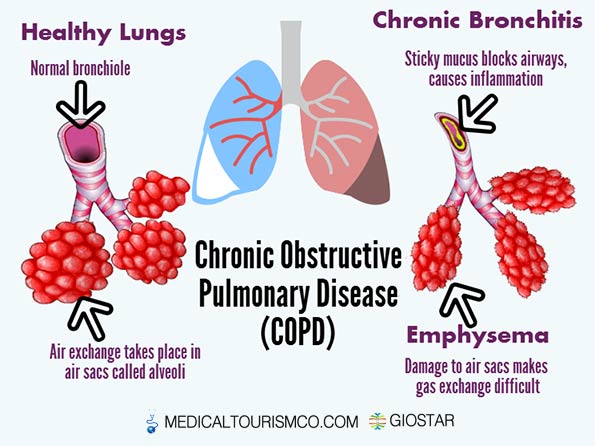 Healthy Lungs
Normal bronchiole
Air exchange takes place in
air sacs called alveoli
Chronic Obstructive
Pulmonary Disease
(COPD)
Chronic Bronchitis
Sticky mucus blocks airways,
causes inflammation
Emphysema
Damage to air sacs makes
gas exchange difficult
MEDICALTOURISMCO.COM GIOSTAR